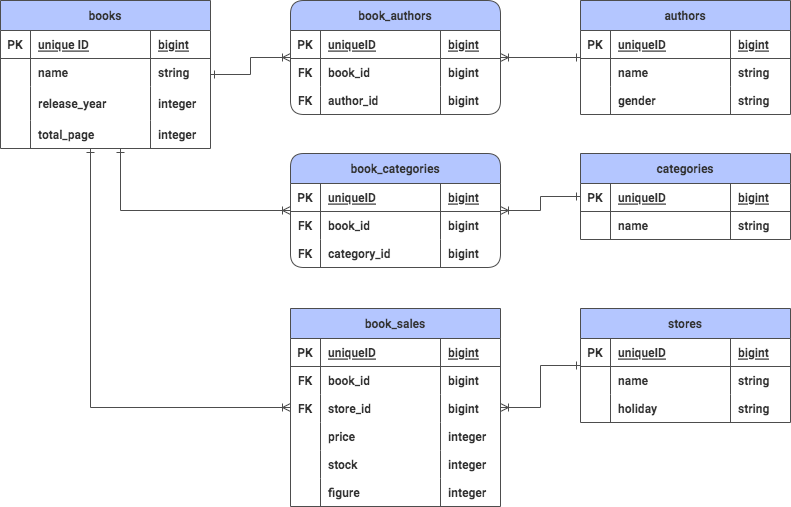 books
PK unique ID bigint
name string
release_year integer
total_page integer
book_authors
PK uniqueID bigint
FK book_id bigint
FK author_id bigint
authors
PK uniqueID bigint
name string
gender string
book_categories
PK uniqueID bigint
FK book_id bigint
FK category_id bigint
categories
PK uniqueID bigint
name string
book_sales
PK uniqueID bigint
FK book_id bigint
FK store_id bigint
price integer
stock integer
figure integer
stores
PK uniqueID bigint
name string
holiday string